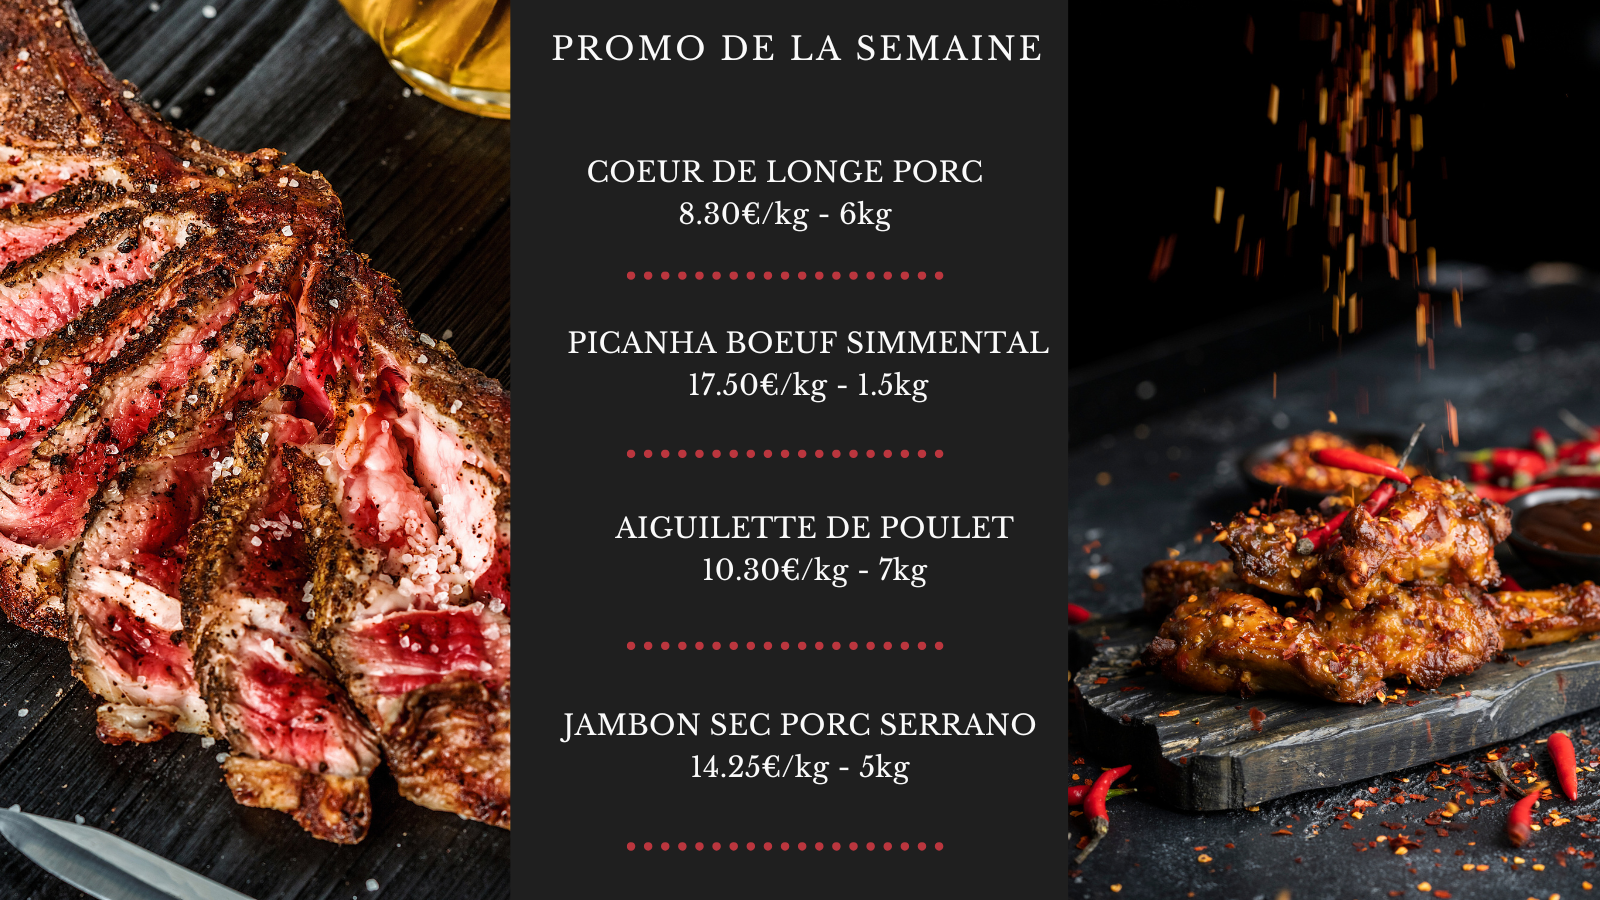 PROMO DE LA SEMAINE
COEUR DE LONGE PORC
8.30€/kg - 6kg
PICANHA BOEUF SIMMENTAL
17.50€/kg - 1.5kg
AIGUILETTE DE POULET
10.30€/kg - 7kg
JAMBON SEC PORC SERRANO
14.25€/kg - 5kg